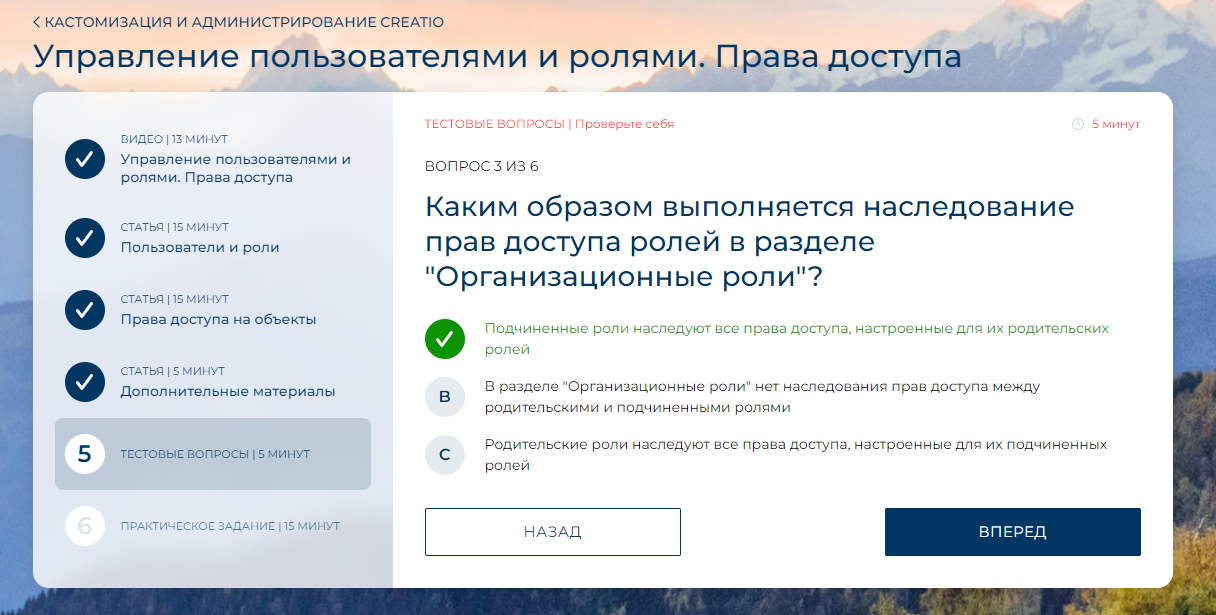 КАСТОМИЗАЦИЯ И АДМИНИСТРИРОВАНИЕ CREATIO
Управление пользователями и ролями. Права доступа
ВИДЕО | 13 МИНУТ
Управление пользователями и
ролями. Права доступа
СТАТЬЯ | 15 МИНУТ
Пользователи и роли
СТАТЬЯ | 15 МИНУТ
Права доступа на объекты
СТАТЬЯ | 5 МИНУТ
Дополнительные материалы
5
ТЕСТОВЫЕ ВОПРОСЫ | 5 МИНУТ
6
ПРАКТИЧЕСКОЕ ЗАДАНИЕ | 15 МИНУТ
ТЕСТОВЫЕ ВОПРОСЫ | Проверьте себя
5 минут
ВОПРОС 3 ИЗ 6
Каким образом выполняется наследование
прав доступа ролей в разделе
"Организационные роли"?
Подчиненные роли наследуют все права доступа, настроенные для их родительских
ролей
B
В разделе "Организационные роли" нет наследования прав доступа между
родительскими и подчиненными ролями
C
Родительские роли наследуют все права доступа, настроенные для их подчиненных
ролей
НАЗАД
ВПЕРЕД